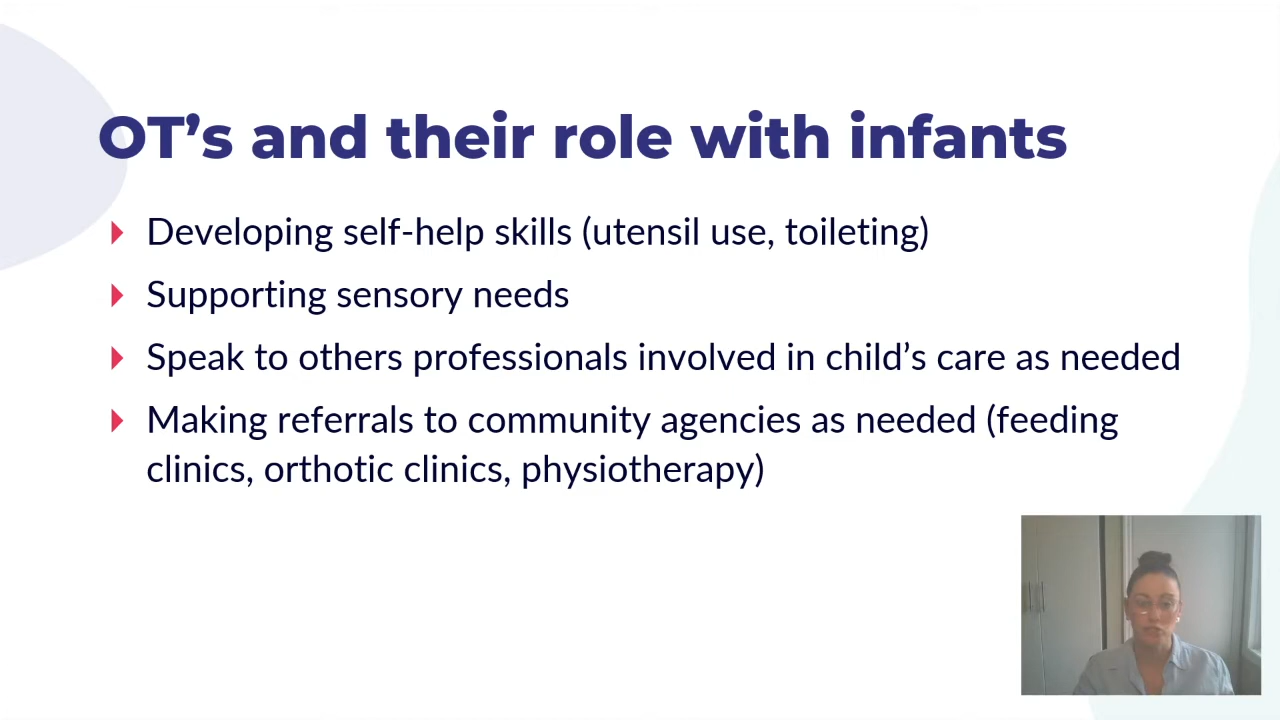 OT’s and their role with infants
Developing self-help skills (utensil use, toileting)
Supporting sensory needs
Speak to others professionals involved in child’s care as needed
Making referrals to community agencies as needed (feeding
clinics, orthotic clinics, physiotherapy)